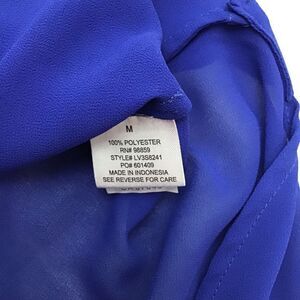 M
100% POLYESTER
RN# 98859
STYLE# LV3S8241
PO# 601409
MADE IN INDONESIA
SEE REVERSE FOR CARE